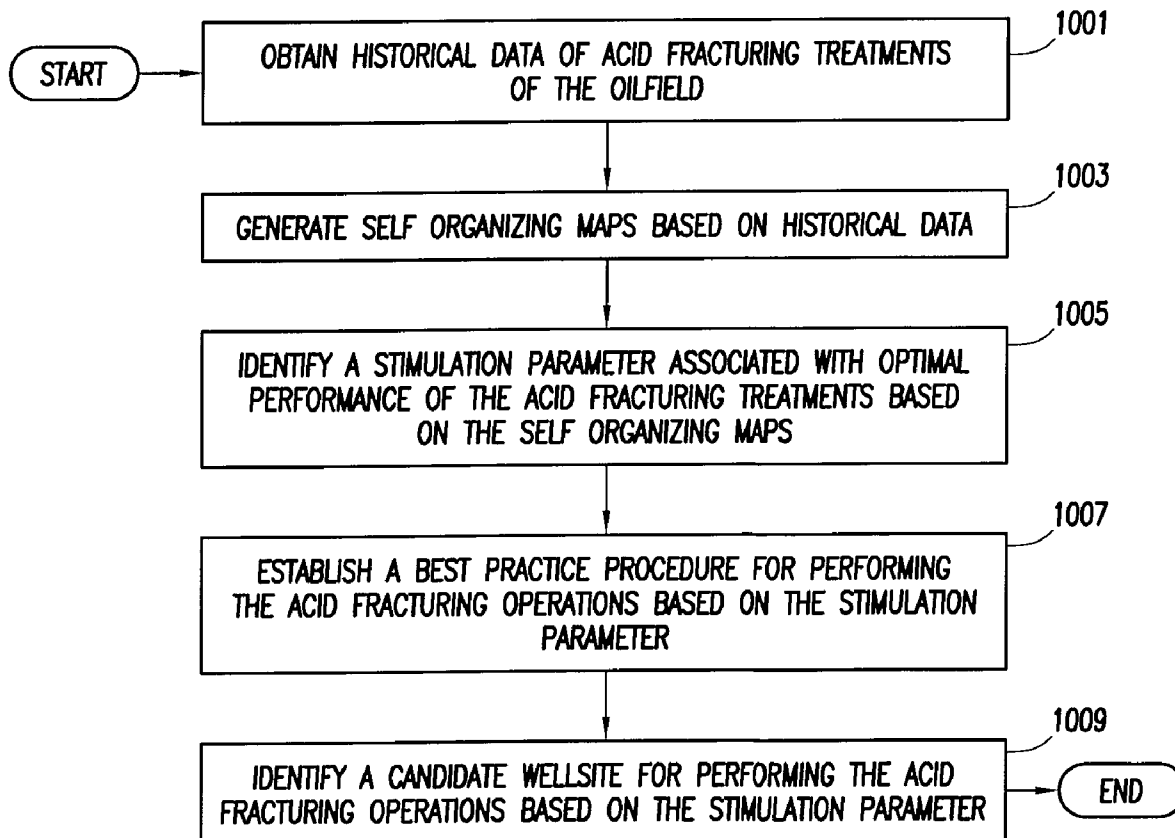 START
OBTAIN HISTORICAL DATA OF ACID FRACTURING TREATMENTS
OF THE OILFIELD
1001
GENERATE SELF ORGANIZING MAPS BASED ON HISTORICAL DATA
1003
IDENTIFY A STIMULATION PARAMETER ASSOCIATED WITH OPTIMAL
PERFORMANCE OF THE ACID FRACTURING TREATMENTS BASED
ON THE SELF ORGANIZING MAPS
1005
ESTABLISH A BEST PRACTICE PROCEDURE FOR PERFORMING
THE ACID FRACTURING OPERATIONS BASED ON THE STIMULATION
PARAMETER
1007
IDENTIFY A CANDIDATE WELLSITE FOR PERFORMING THE ACID
FRACTURING OPERATIONS BASED ON THE STIMULATION PARAMETER
1009
END